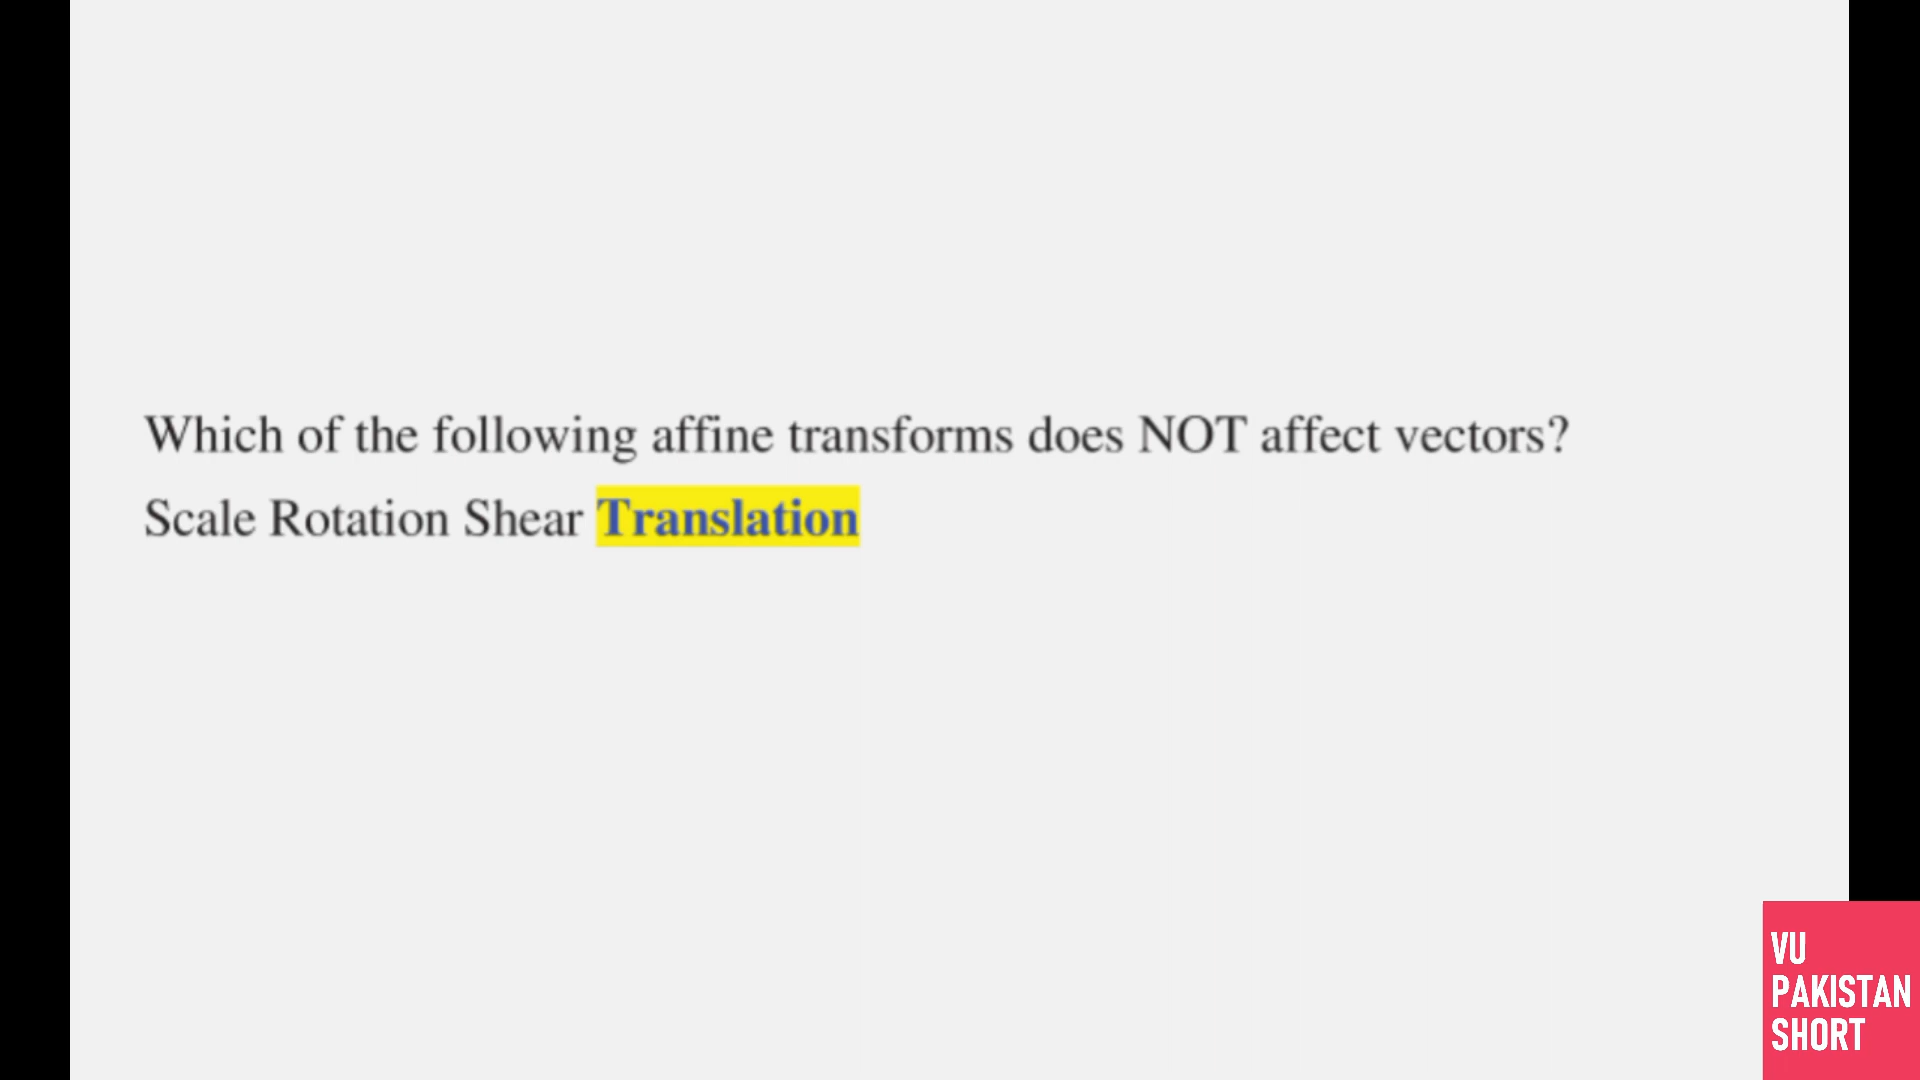 Which of the following affine transforms does NOT affect vectors?
Scale Rotation Shear Translation
VU
PAKISTAN
SHORT